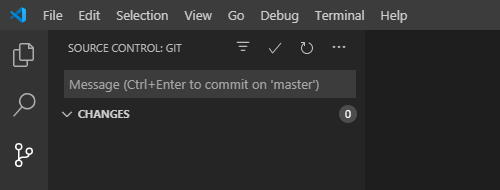 File Edit Selection View Go Debug Terminal Help
SOURCE CONTROL: GIT
Message (Ctrl+Enter to commit on 'master')
CHANGES 0